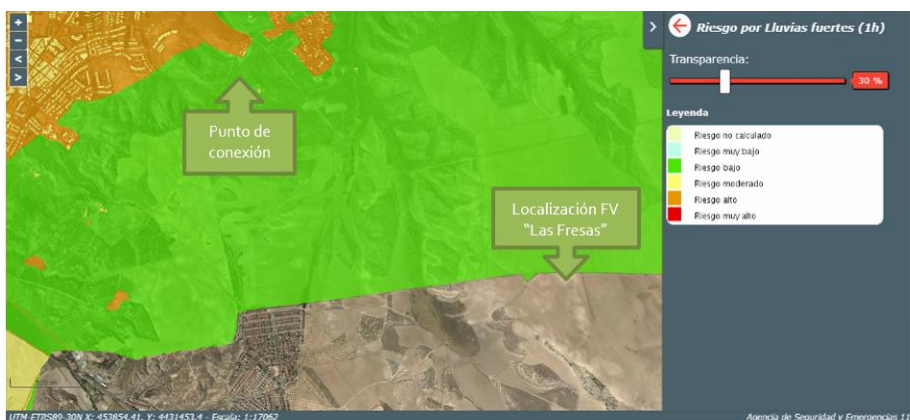 +
−
<
>
Punto de
conexión
Localización FV
“Las Fresas”
>
Riesgo por Lluvias fuertes (1h)
Transparencia:
30 %
Leyenda
Riesgo no calculado
Riesgo muy bajo
Riesgo bajo
Riesgo moderado
Riesgo alto
Riesgo muy alto
UTM-ETRS89-30N X: 453854.41, Y: 4431453.4 - Escala: 1:17062
Agencia de Seguridad y Emergencias 11